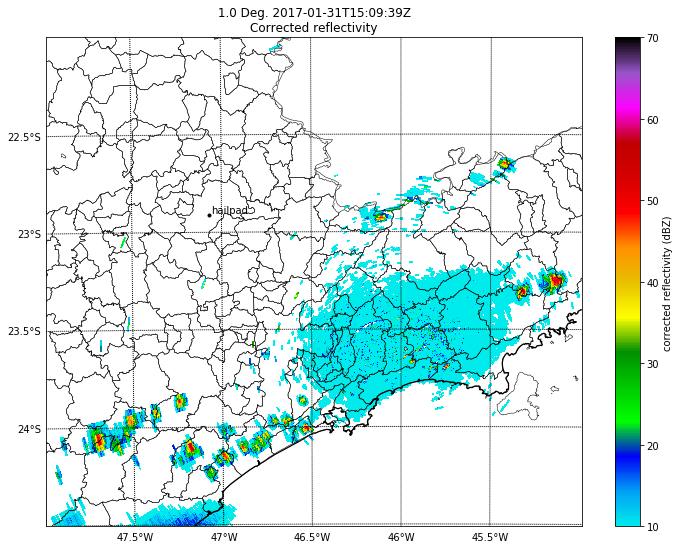 1.0 Deg. 2017-01-31T15:09:39Z
Corrected reflectivity
22.5°S
23°S
23.5°S
24°S
47.5°W
47°W
46.5°W
46°W
45.5°W
hailpad
70
60
50
40
30
20
10
corrected reflectivity (dBZ)